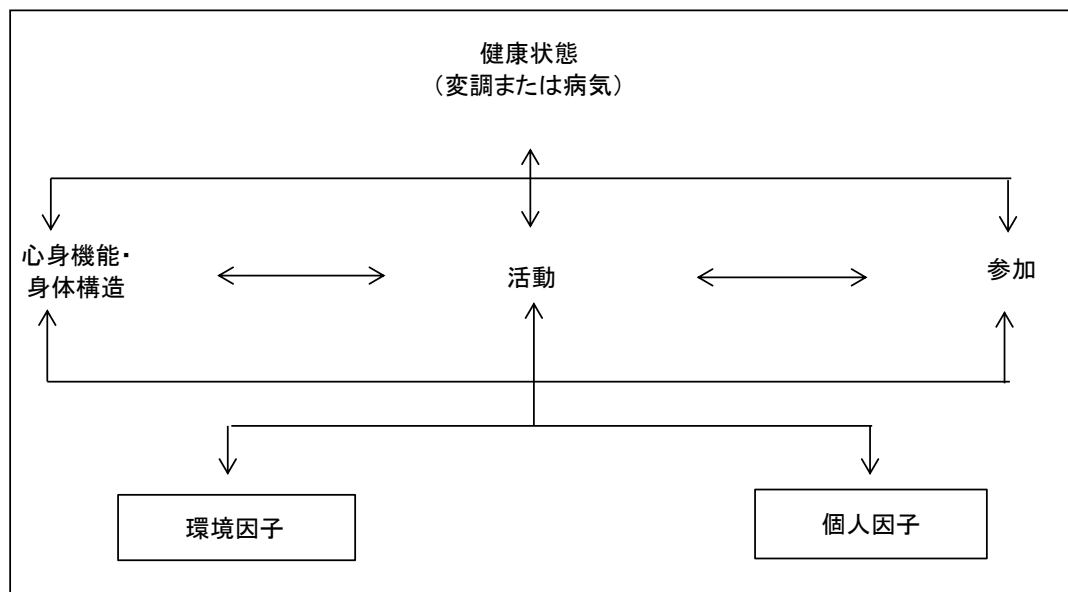 健康状態
（変調または病気）
心身機能・
身体構造
活動
参加
環境因子
個人因子